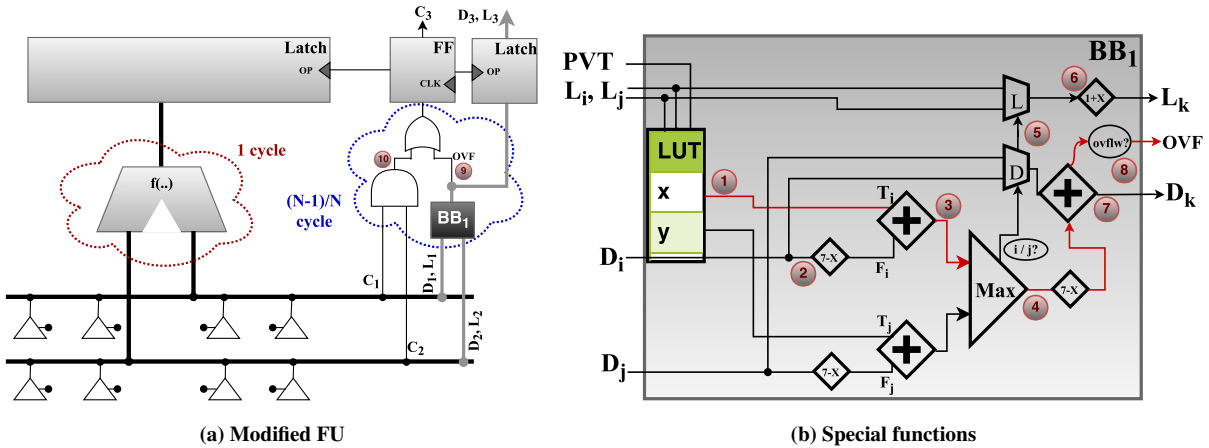 C3
D3, L3
Latch
OP
FF
CLK
Latch
OP
1 cycle
f(..)
10
OVF
9
(N-1)/N
cycle
BB1
C1
D1, L1
C2
D2, L2
(a) Modified FU
BB1
PVT
Li, Lj
L
6
1+X
Lk
5
LUT
x
y
1
D
ovflw?
8
OVF
Ti
3
7
Dk
Di
2
7-X
Fi
i / j?
Max
4
7-X
Tj
Dj
7-X
Fj
(b) Special functions